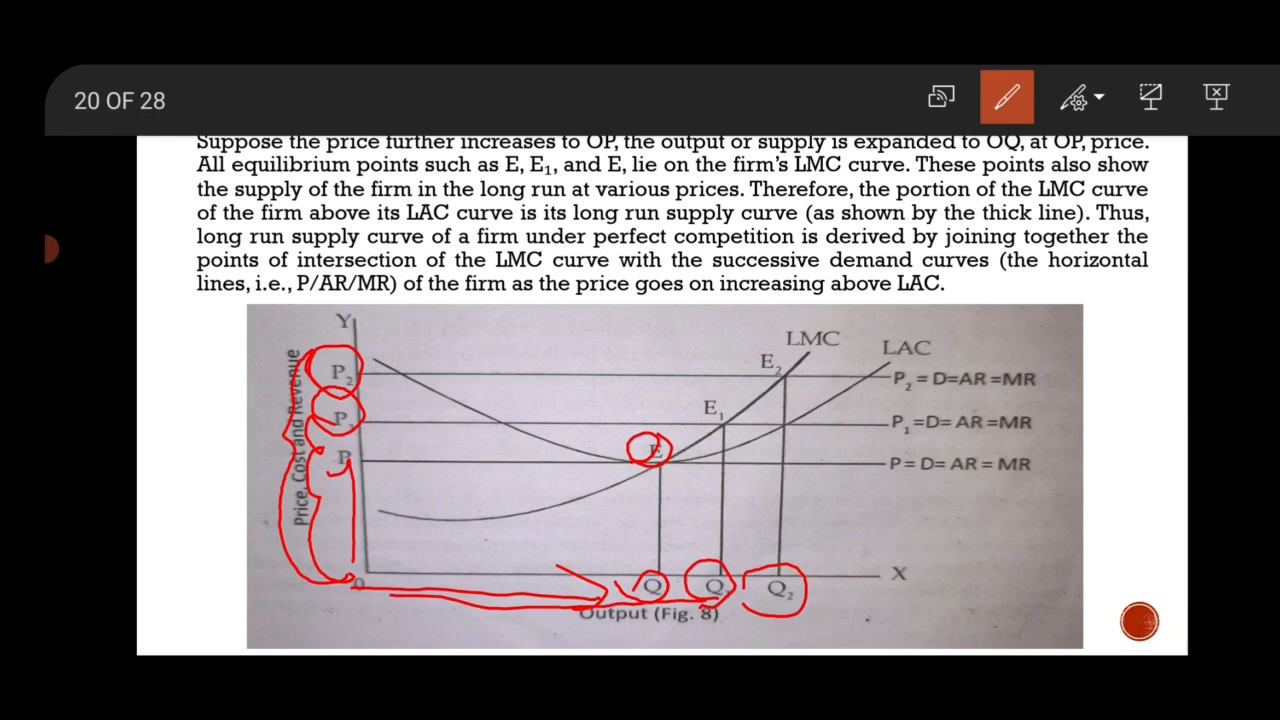 20 OF 28
Suppose the price further increases to OP, the output or supply is expanded to OQ, at OP, price.
All equilibrium points such as E, E₁, and E, lie on the firm's LMC curve. These points also show
the supply of the firm in the long run at various prices. Therefore, the portion of the LMC curve
of the firm above its LAC curve is its long run supply curve (as shown by the thick line). Thus,
long run supply curve of a firm under perfect competition is derived by joining together the
points of intersection of the LMC curve with the successive demand curves (the horizontal
lines, i.e., P/AR/MR) of the firm as the price goes on increasing above LAC.
Y
LMC
LAC
E₂
P₂
P₂ = D=AR =MR
E₁
P₁
P₁ =D= AR =MR
E
P
P = D= AR = MR
Price, Cost and Revenue
X
0
Q
Q₁
Q₂
Output (Fig. 8)